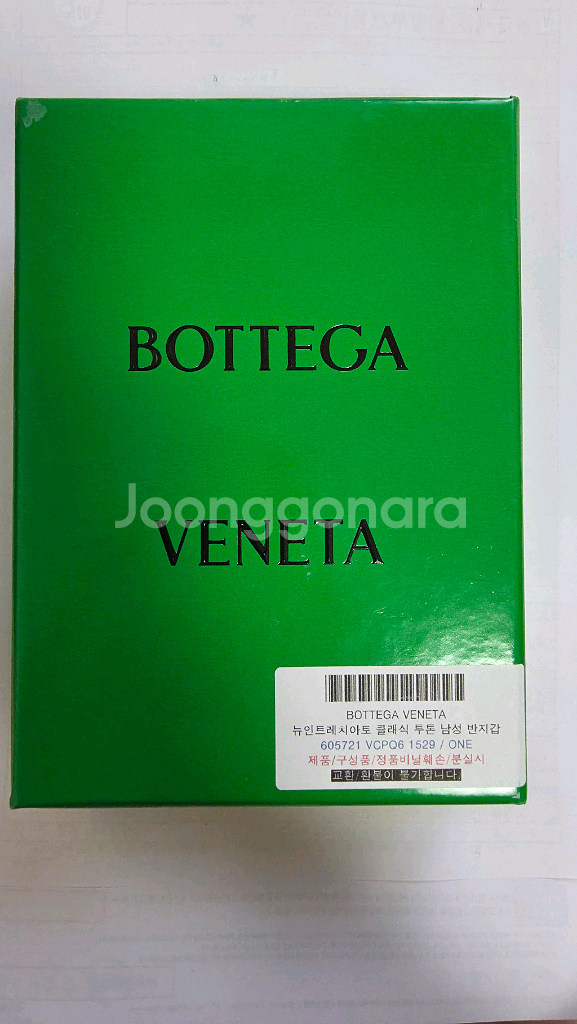 BOTTEGA
Joonggonara
VENETA
BOTTEGA VENETA
뉴인트레치아토 클래식 투톤 남성 반지갑
605721 VCPQ6 1529 / ONE
제품/구성품/정품비닐훼손/분실시
교환/환불이 불가합니다.